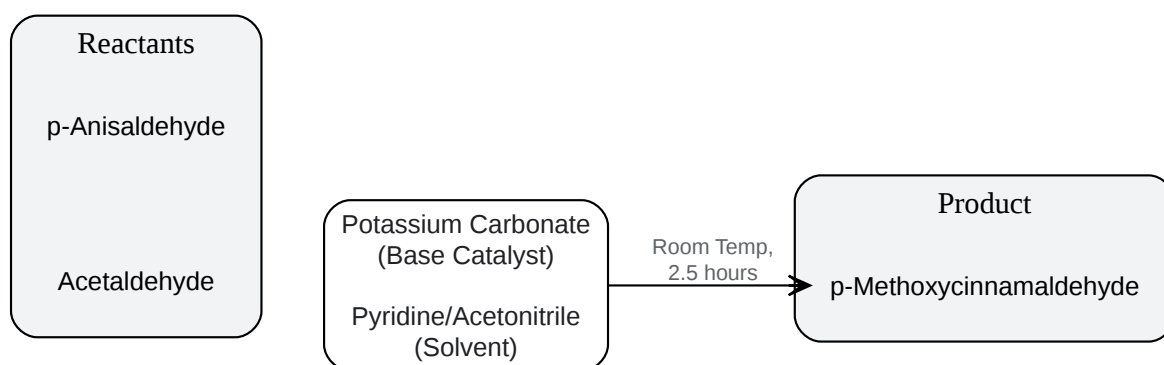 Reactants
p-Anisaldehyde
Acetaldehyde
Potassium Carbonate
(Base Catalyst)
Pyridine/Acetonitrile
(Solvent)
Room Temp,
2.5 hours
Product
p-Methoxycinnamaldehyde